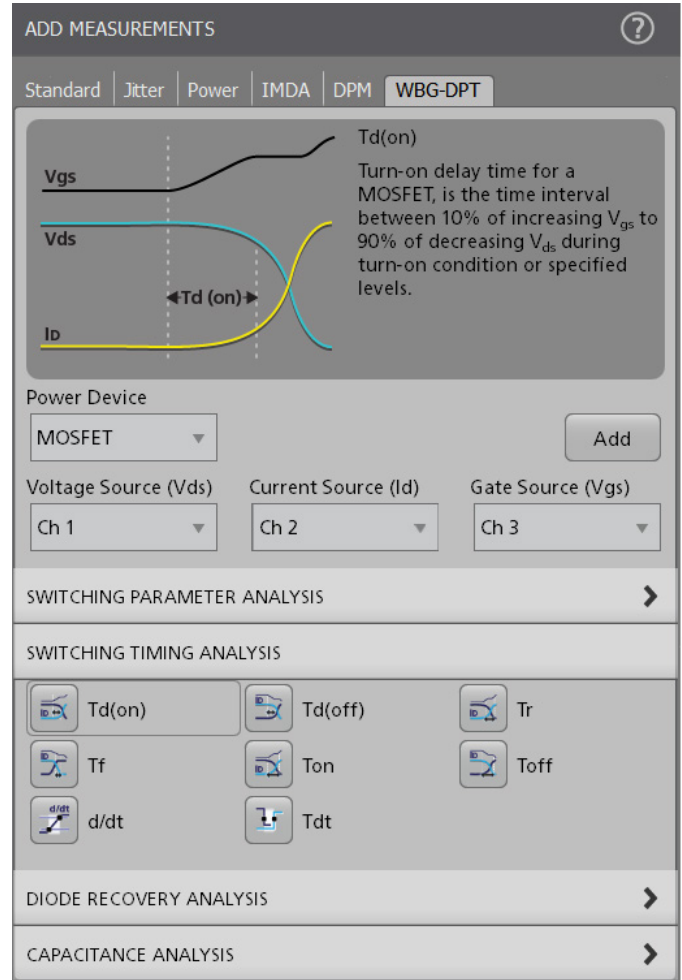 ADD MEASUREMENTS
?
Standard Jitter Power IMDA DPM WBG-DPT
Td(on)
Turn-on delay time for a
MOSFET, is the time interval
between 10% of increasing Vgs to
90% of decreasing Vds during
turn-on condition or specified
levels.
Vgs
Vds
Td (on)
ID
Power Device
MOSFET
Add
Voltage Source (Vds) Current Source (Id) Gate Source (Vgs)
Ch 1 Ch 2 Ch 3
SWITCHING PARAMETER ANALYSIS
SWITCHING TIMING ANALYSIS
Td(on) Td(off) Tr
Tf Ton Toff
d/dt d/dt Tdt
DIODE RECOVERY ANALYSIS
CAPACITANCE ANALYSIS